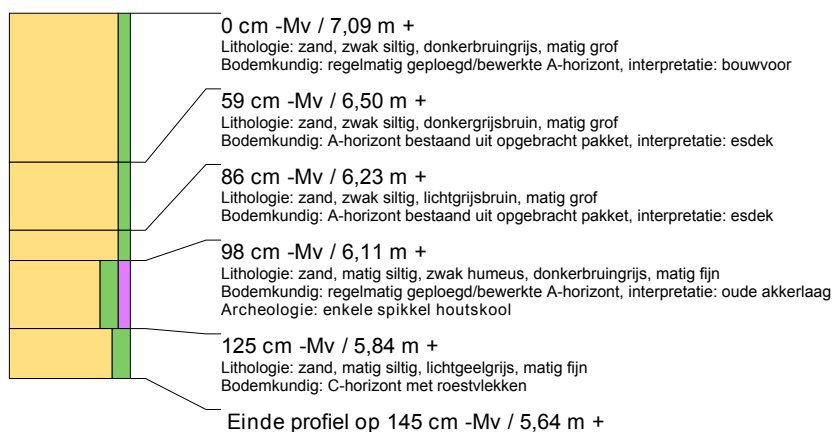 0 cm -Mv / 7,09 m +
Lithologie: zand, zwak siltig, donkerbruingrijs, matig grof
Bodemkundig: regelmatig geploegd/bewerkte A-horizont, interpretatie: bouwvoor
59 cm -Mv / 6,50 m +
Lithologie: zand, zwak siltig, donkergrijsbruin, matig grof
Bodemkundig: A-horizont bestaand uit opgebracht pakket, interpretatie: esdek
86 cm -Mv / 6,23 m +
Lithologie: zand, zwak siltig, lichtgrijsbruin, matig grof
Bodemkundig: A-horizont bestaand uit opgebracht pakket, interpretatie: esdek
98 cm -Mv / 6,11 m +
Lithologie: zand, matig siltig, zwak humeus, donkerbruingrijs, matig fijn
Bodemkundig: regelmatig geploegd/bewerkte A-horizont, interpretatie: oude akkerlaag
Archeologie: enkele spikkel houtskool
125 cm -Mv / 5,84 m +
Lithologie: zand, matig siltig, lichtgeelgrijs, matig fijn
Bodemkundig: C-horizont met roestvlekken
Einde profiel op 145 cm -Mv / 5,64 m +